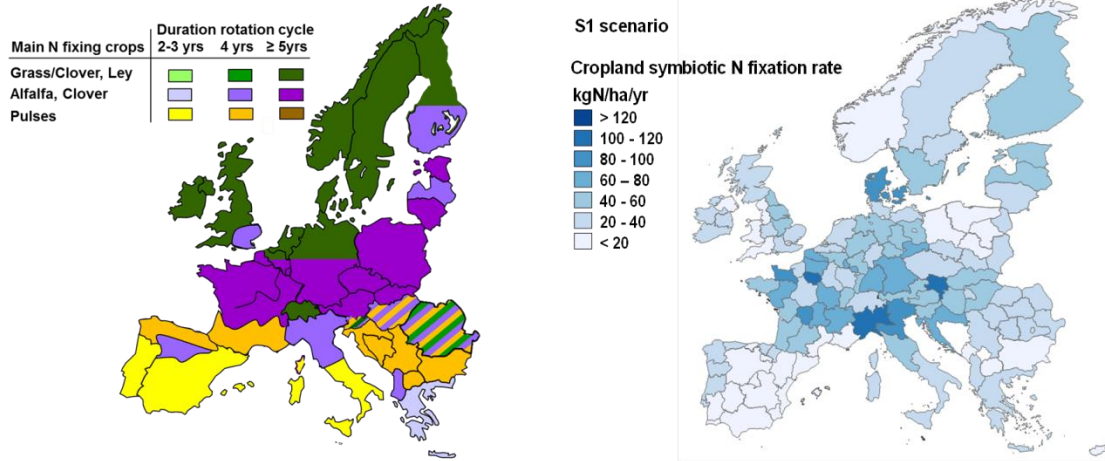 Duration rotation cycle
Main N fixing crops 2-3 yrs 4 yrs ≥ 5yrs
Grass/Clover, Ley
Alfalfa, Clover
Pulses
S1 scenario
Cropland symbiotic N fixation rate
kgN/ha/yr
> 120
100 - 120
80 - 100
60 – 80
40 - 60
20 - 40
< 20